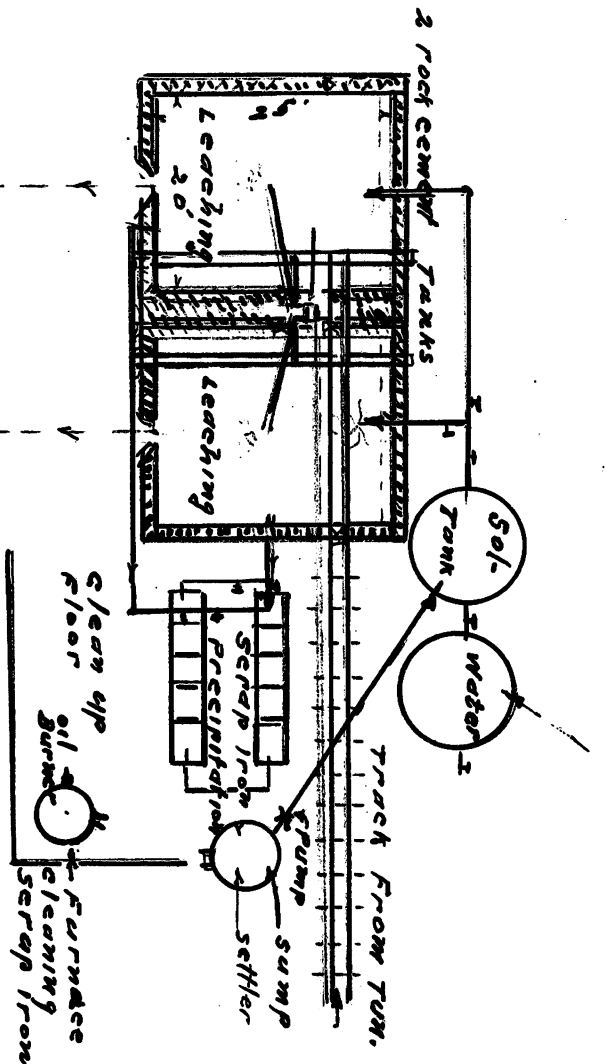 2 rock cement Tanks
Leaching
20'
Leaching
Sol.
Tank
Water
Track From Tun.
Pump
Sump
Settler
Scrap iron
Precipitation
Clean up
Floor
oil
Burner
Furnace
cleaning
scrap iron